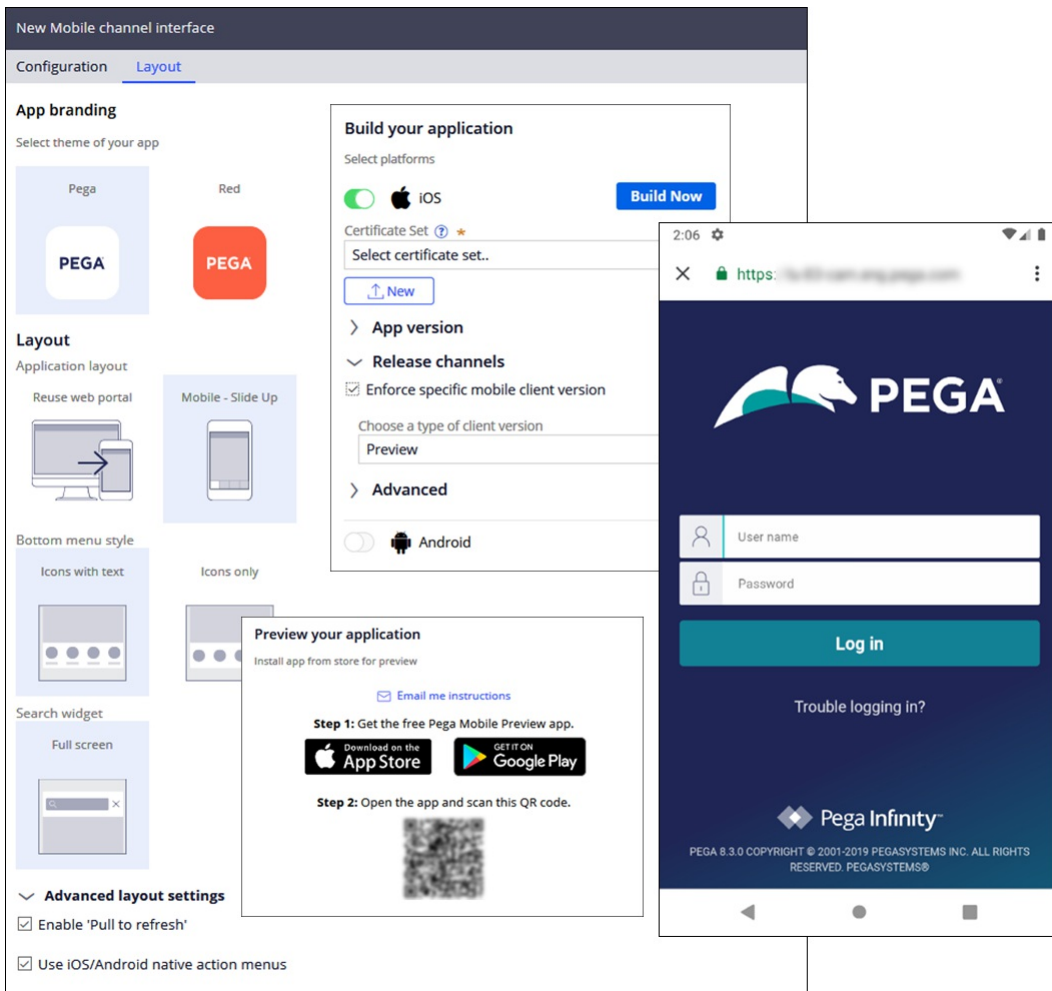 New Mobile channel interface
Configuration Layout
App branding
Select theme of your app
Pega Red
PEGA PEGA
Layout
Application layout
Reuse web portal Mobile - Slide Up
Bottom menu style
Icons with text Icons only
Search widget
Full screen
Advanced layout settings
Enable 'Pull to refresh'
Use iOS/Android native action menus
Build your application
Select platforms
iOS Build Now
Certificate Set ? *
Select certificate set..
New
App version
Release channels
Enforce specific mobile client version
Choose a type of client version
Preview
Advanced
Android
Preview your application
Install app from store for preview
Email me instructions
Step 1: Get the free Pega Mobile Preview app.
Download on the
App Store
GET IT ON
Google Play
Step 2: Open the app and scan this QR code.
2:06
https:
PEGA
User name
Password
Log in
Trouble logging in?
Pega Infinity™
PEGA 8.3.0 COPYRIGHT © 2001-2019 PEGASYSTEMS INC. ALL RIGHTS
RESERVED. PEGASYSTEMS®